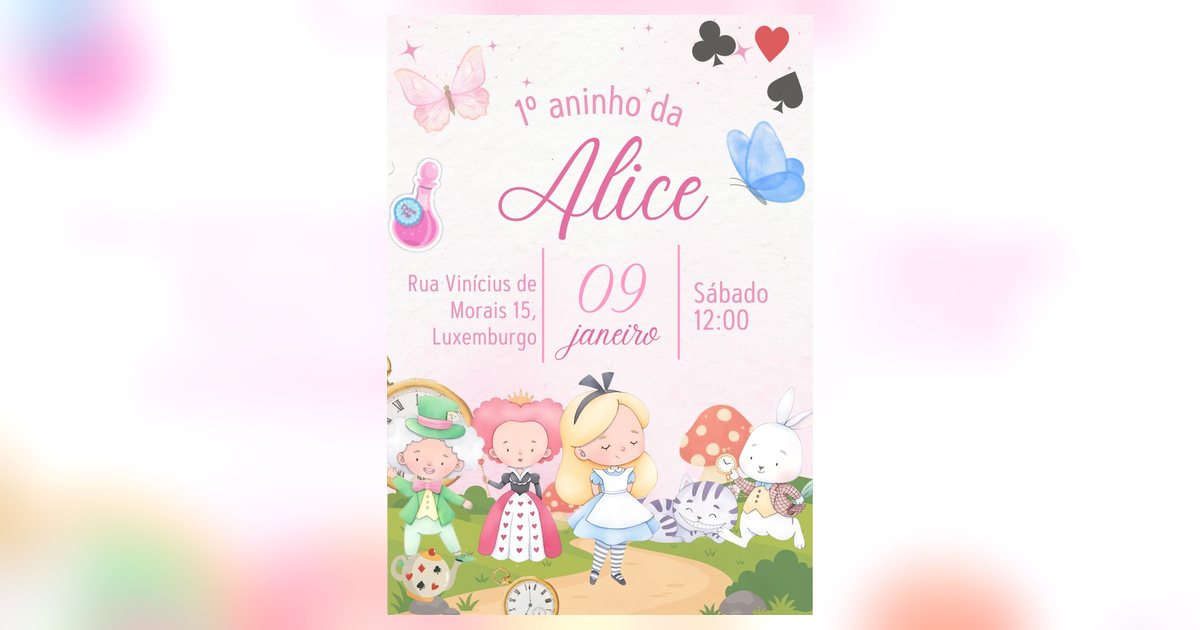 1º aninho da
Alice
Rua Vinícius de
Morais 15,
Luxemburgo
09
janeiro
Sábado
12:00